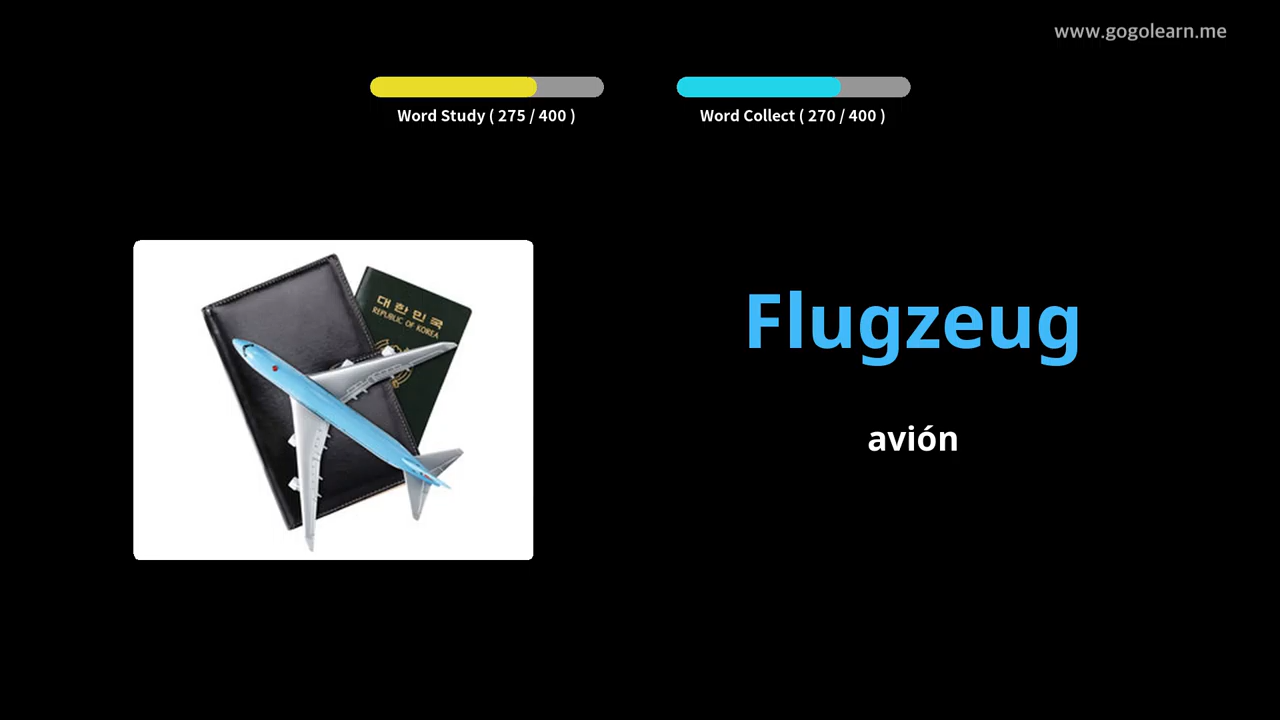 www.gogolearn.me
Word Study ( 275 / 400 )
Word Collect ( 270 / 400 )
대한민국
REPUBLIC OF KOREA
Flugzeug
avión